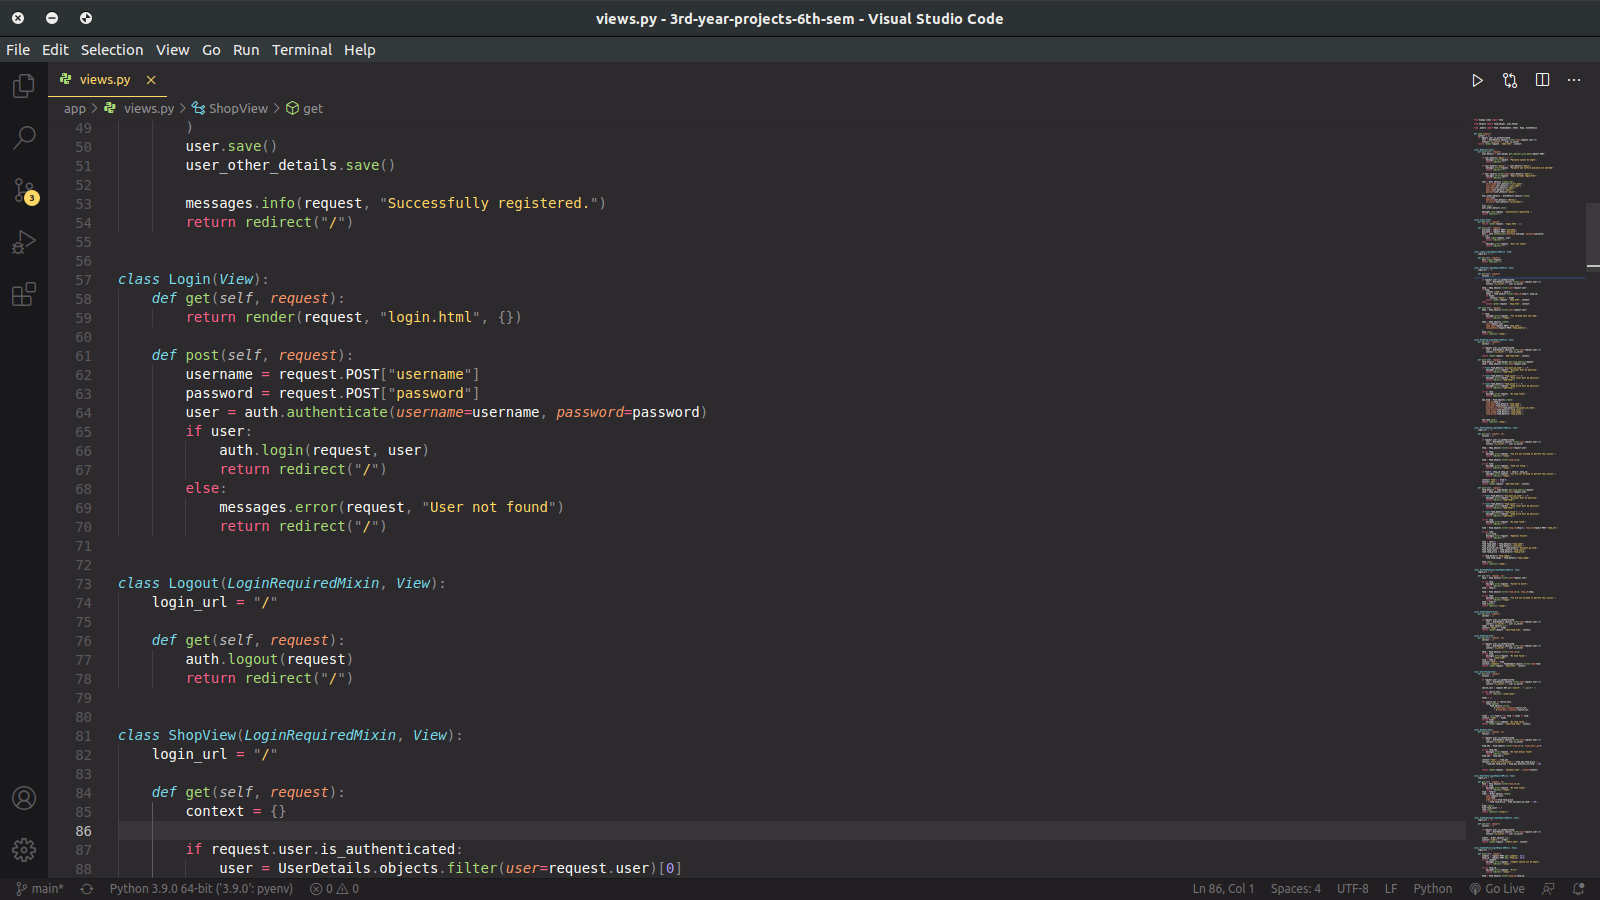 views.py - 3rd-year-projects-6th-sem - Visual Studio Code
File Edit Selection View Go Run Terminal Help
views.py
app > views.py > ShopView > get
49 )
50 user.save()
51 user_other_details.save()
52
53 messages.info(request, "Successfully registered.")
54 return redirect("/")
55
56
57 class Login(View):
58 def get(self, request):
59 return render(request, "login.html", {})
60
61 def post(self, request):
62 username = request.POST["username"]
63 password = request.POST["password"]
64 user = auth.authenticate(username=username, password=password)
65 if user:
66 auth.login(request, user)
67 return redirect("/")
68 else:
69 messages.error(request, "User not found")
70 return redirect("/")
71
72
73 class Logout(LoginRequiredMixin, View):
74 login_url = "/"
75
76 def get(self, request):
77 auth.logout(request)
78 return redirect("/")
79
80
81 class ShopView(LoginRequiredMixin, View):
82 login_url = "/"
83
84 def get(self, request):
85 context = {}
86
87 if request.user.is_authenticated:
88 user = UserDetails.objects.filter(user=request.user)[0]
3
main* Python 3.9.0 64-bit ('3.9.0': pyenv) 0 0 Ln 86, Col 1 Spaces: 4 UTF-8 LF Python Go Live